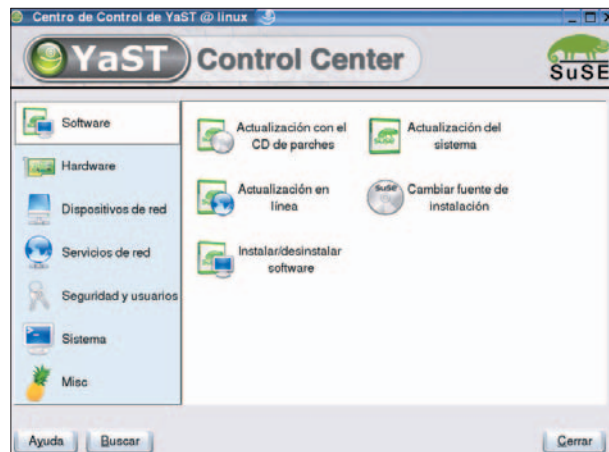 Centro de Control de YaST @ linux
YaST Control Center
SuSE
Software
Hardware
Dispositivos de red
Servicios de red
Seguridad y usuarios
Sistema
Misc
Actualización con el
CD de parches
Actualización del
sistema
Actualización en
línea
SuSE
Cambiar fuente de
instalación
Instalar/desinstalar
software
Ayuda
Buscar
Cerrar